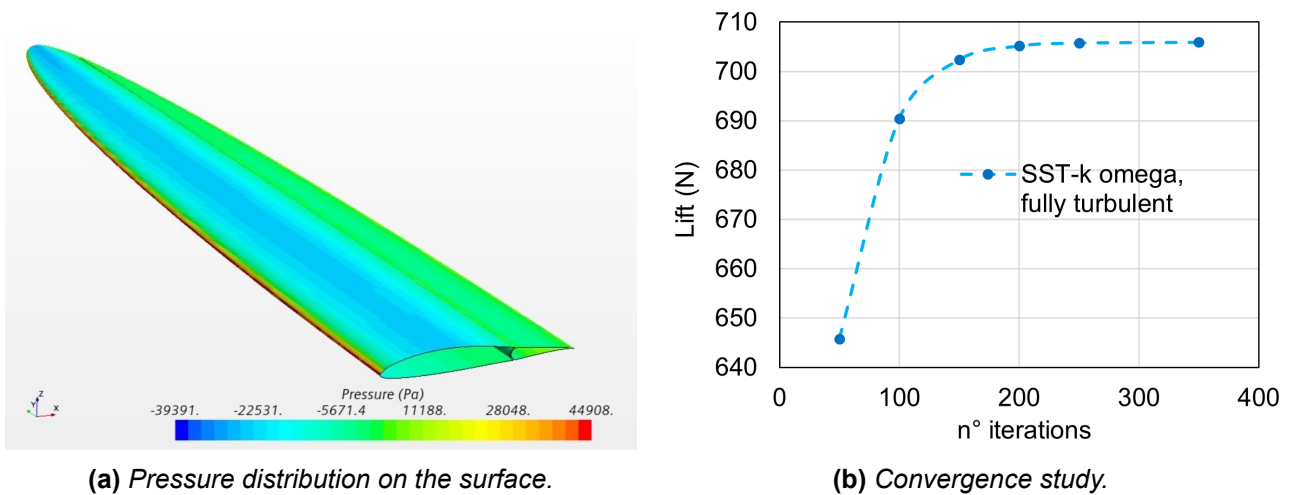 Pressure (Pa)
-39391. -22531. -5671.4 11188. 28048. 44908.
Z
Y
X
(a) Pressure distribution on the surface.
710
700
690
680
670
660
650
640
Lift (N)
SST-k omega,
fully turbulent
0 100 200 300 400
n° iterations
(b) Convergence study.